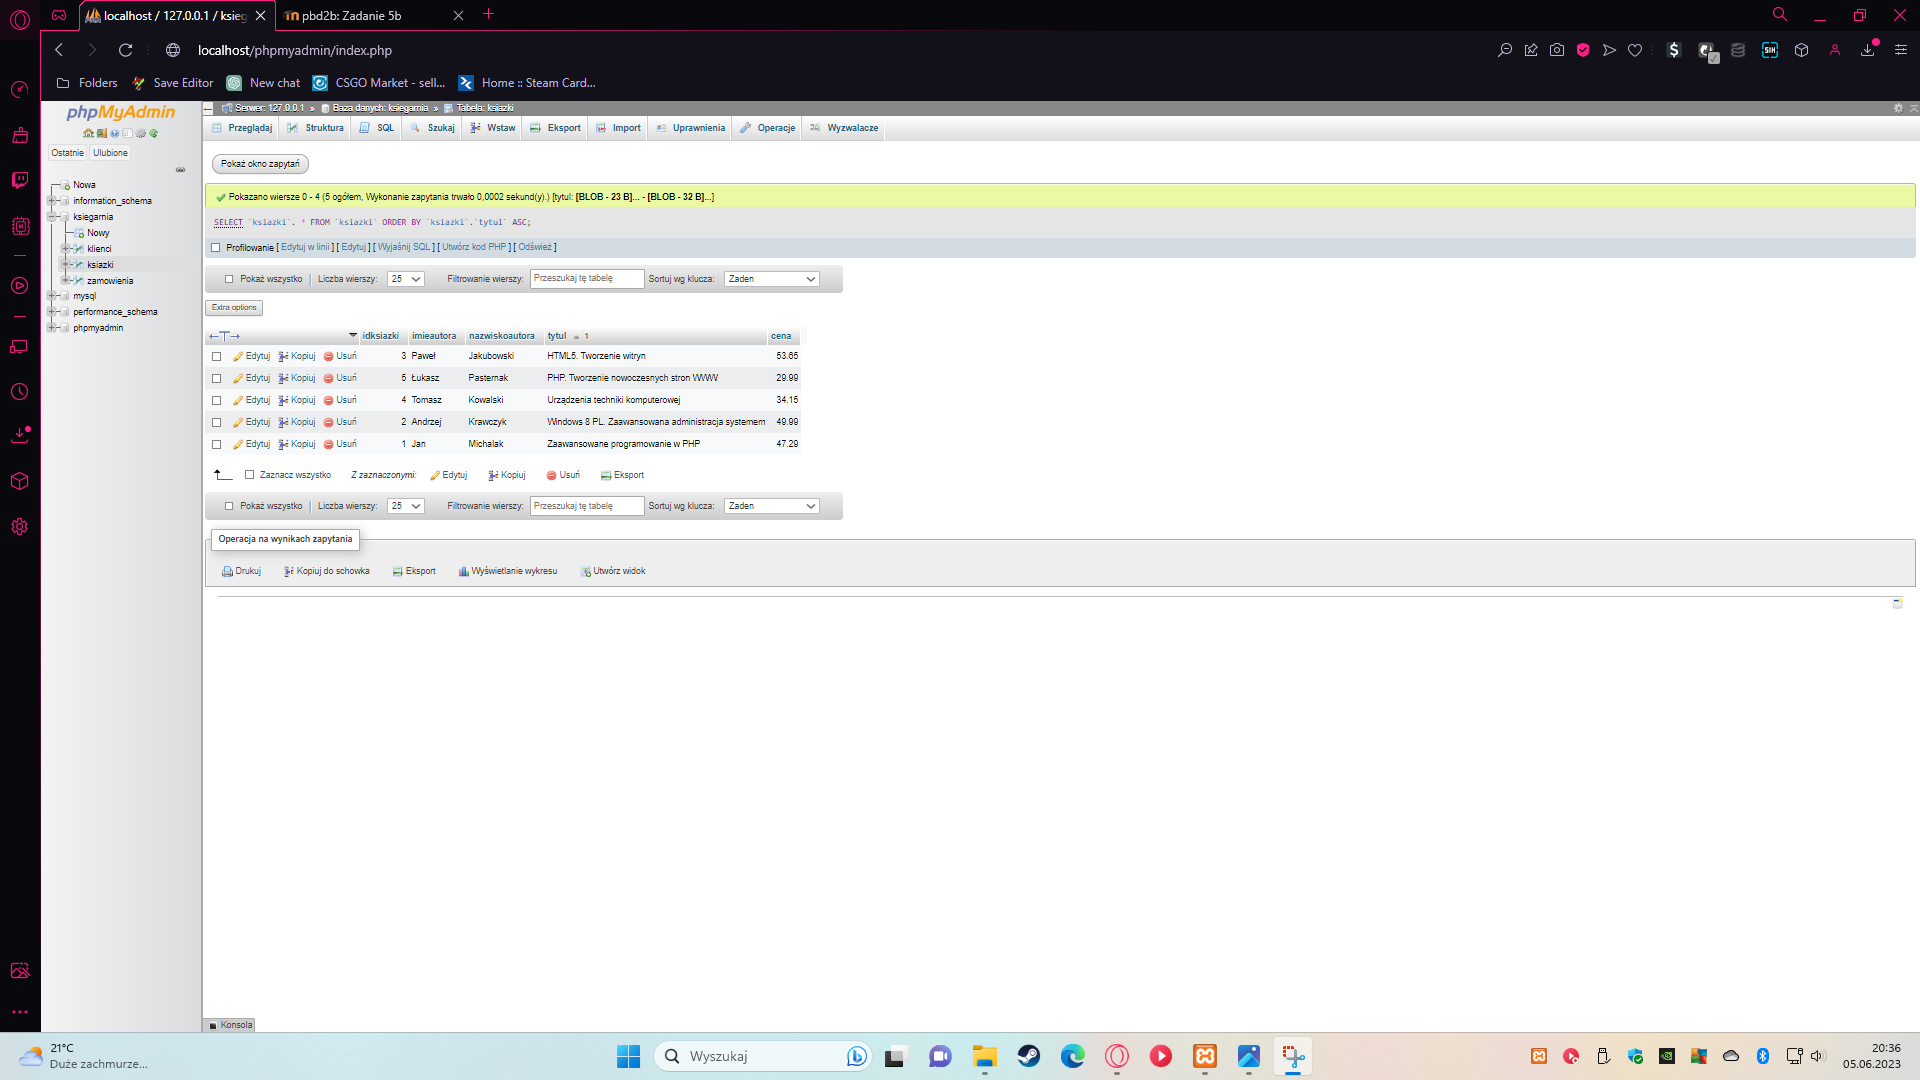 localhost / 127.0.0.1 / ksieg
pbd2b: Zadanie 5b
localhost/phpmyadmin/index.php
Folders
Save Editor
New chat
CSGO Market - sell...
Home :: Steam Card...
phpMyAdmin
Ostatnie
Ulubione
Nowa
information_schema
ksiegarnia
Nowy
klienci
ksiazki
zamowienia
mysql
performance_schema
phpmyadmin
Serwer: 127.0.0.1 » Baza danych: ksiegarnia » Tabela: ksiazki
Przeglądaj Struktura SQL Szukaj Wstaw Eksport Import Uprawnienia Operacje Wyzwalacze
Pokaż okno zapytań
Pokazano wiersze 0 - 4 (5 ogółem, Wykonanie zapytania trwało 0,0002 sekund(y).) [tytul: [BLOB - 23 B]... - [BLOB - 32 B]...]
SELECT `ksiazki`. * FROM `ksiazki` ORDER BY `ksiazki`.`tytul` ASC;
Profilowanie [ Edytuj w linii ] [ Edytuj ] [ Wyjaśnij SQL ] [ Utwórz kod PHP ] [ Odśwież ]
Pokaż wszystko | Liczba wierszy: 25 Filtrowanie wierszy: Przeszukaj tę tabelę Sortuj wg klucza: Żaden
Extra options
←T→ idksiazki imieautora nazwiskoautora tytul 1 cena
Edytuj Kopiuj Usuń 3 Paweł Jakubowski HTML5. Tworzenie witryn 53.65
Edytuj Kopiuj Usuń 5 Łukasz Pasternak PHP. Tworzenie nowoczesnych stron WWW 29.99
Edytuj Kopiuj Usuń 4 Tomasz Kowalski Urządzenia techniki komputerowej 34.15
Edytuj Kopiuj Usuń 2 Andrzej Krawczyk Windows 8 PL. Zaawansowana administracja systemem 49.99
Edytuj Kopiuj Usuń 1 Jan Michalak Zaawansowane programowanie w PHP 47.29
Zaznacz wszystko Z zaznaczonymi: Edytuj Kopiuj Usuń Eksport
Pokaż wszystko | Liczba wierszy: 25 Filtrowanie wierszy: Przeszukaj tę tabelę Sortuj wg klucza: Żaden
Operacja na wynikach zapytania
Drukuj Kopiuj do schowka Eksport Wyświetlanie wykresu Utwórz widok
Konsola
21°C
Duże zachmurze...
Wyszukaj
20:36
05.06.2023